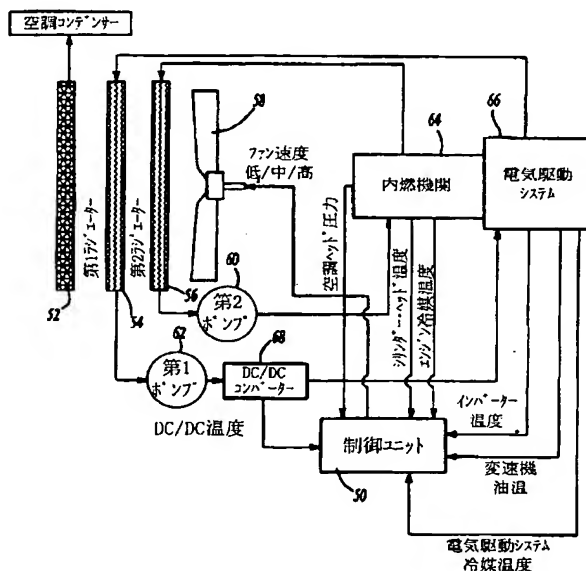 空調コンデンサー
52
第1ラジエーター
54
第2ラジエーター
56
58
ファン速度
低/中/高
60
第2
ポンプ
62
第1
ポンプ
68
DC/DC
コンバーター
DC/DC温度
64
内燃機関
66
電気駆動
システム
空調ヘッド圧力
シリンダー・ヘッド温度
エンジン冷媒温度
制御ユニット
50
インバーター
温度
変速機
油温
電気駆動システム
冷媒温度